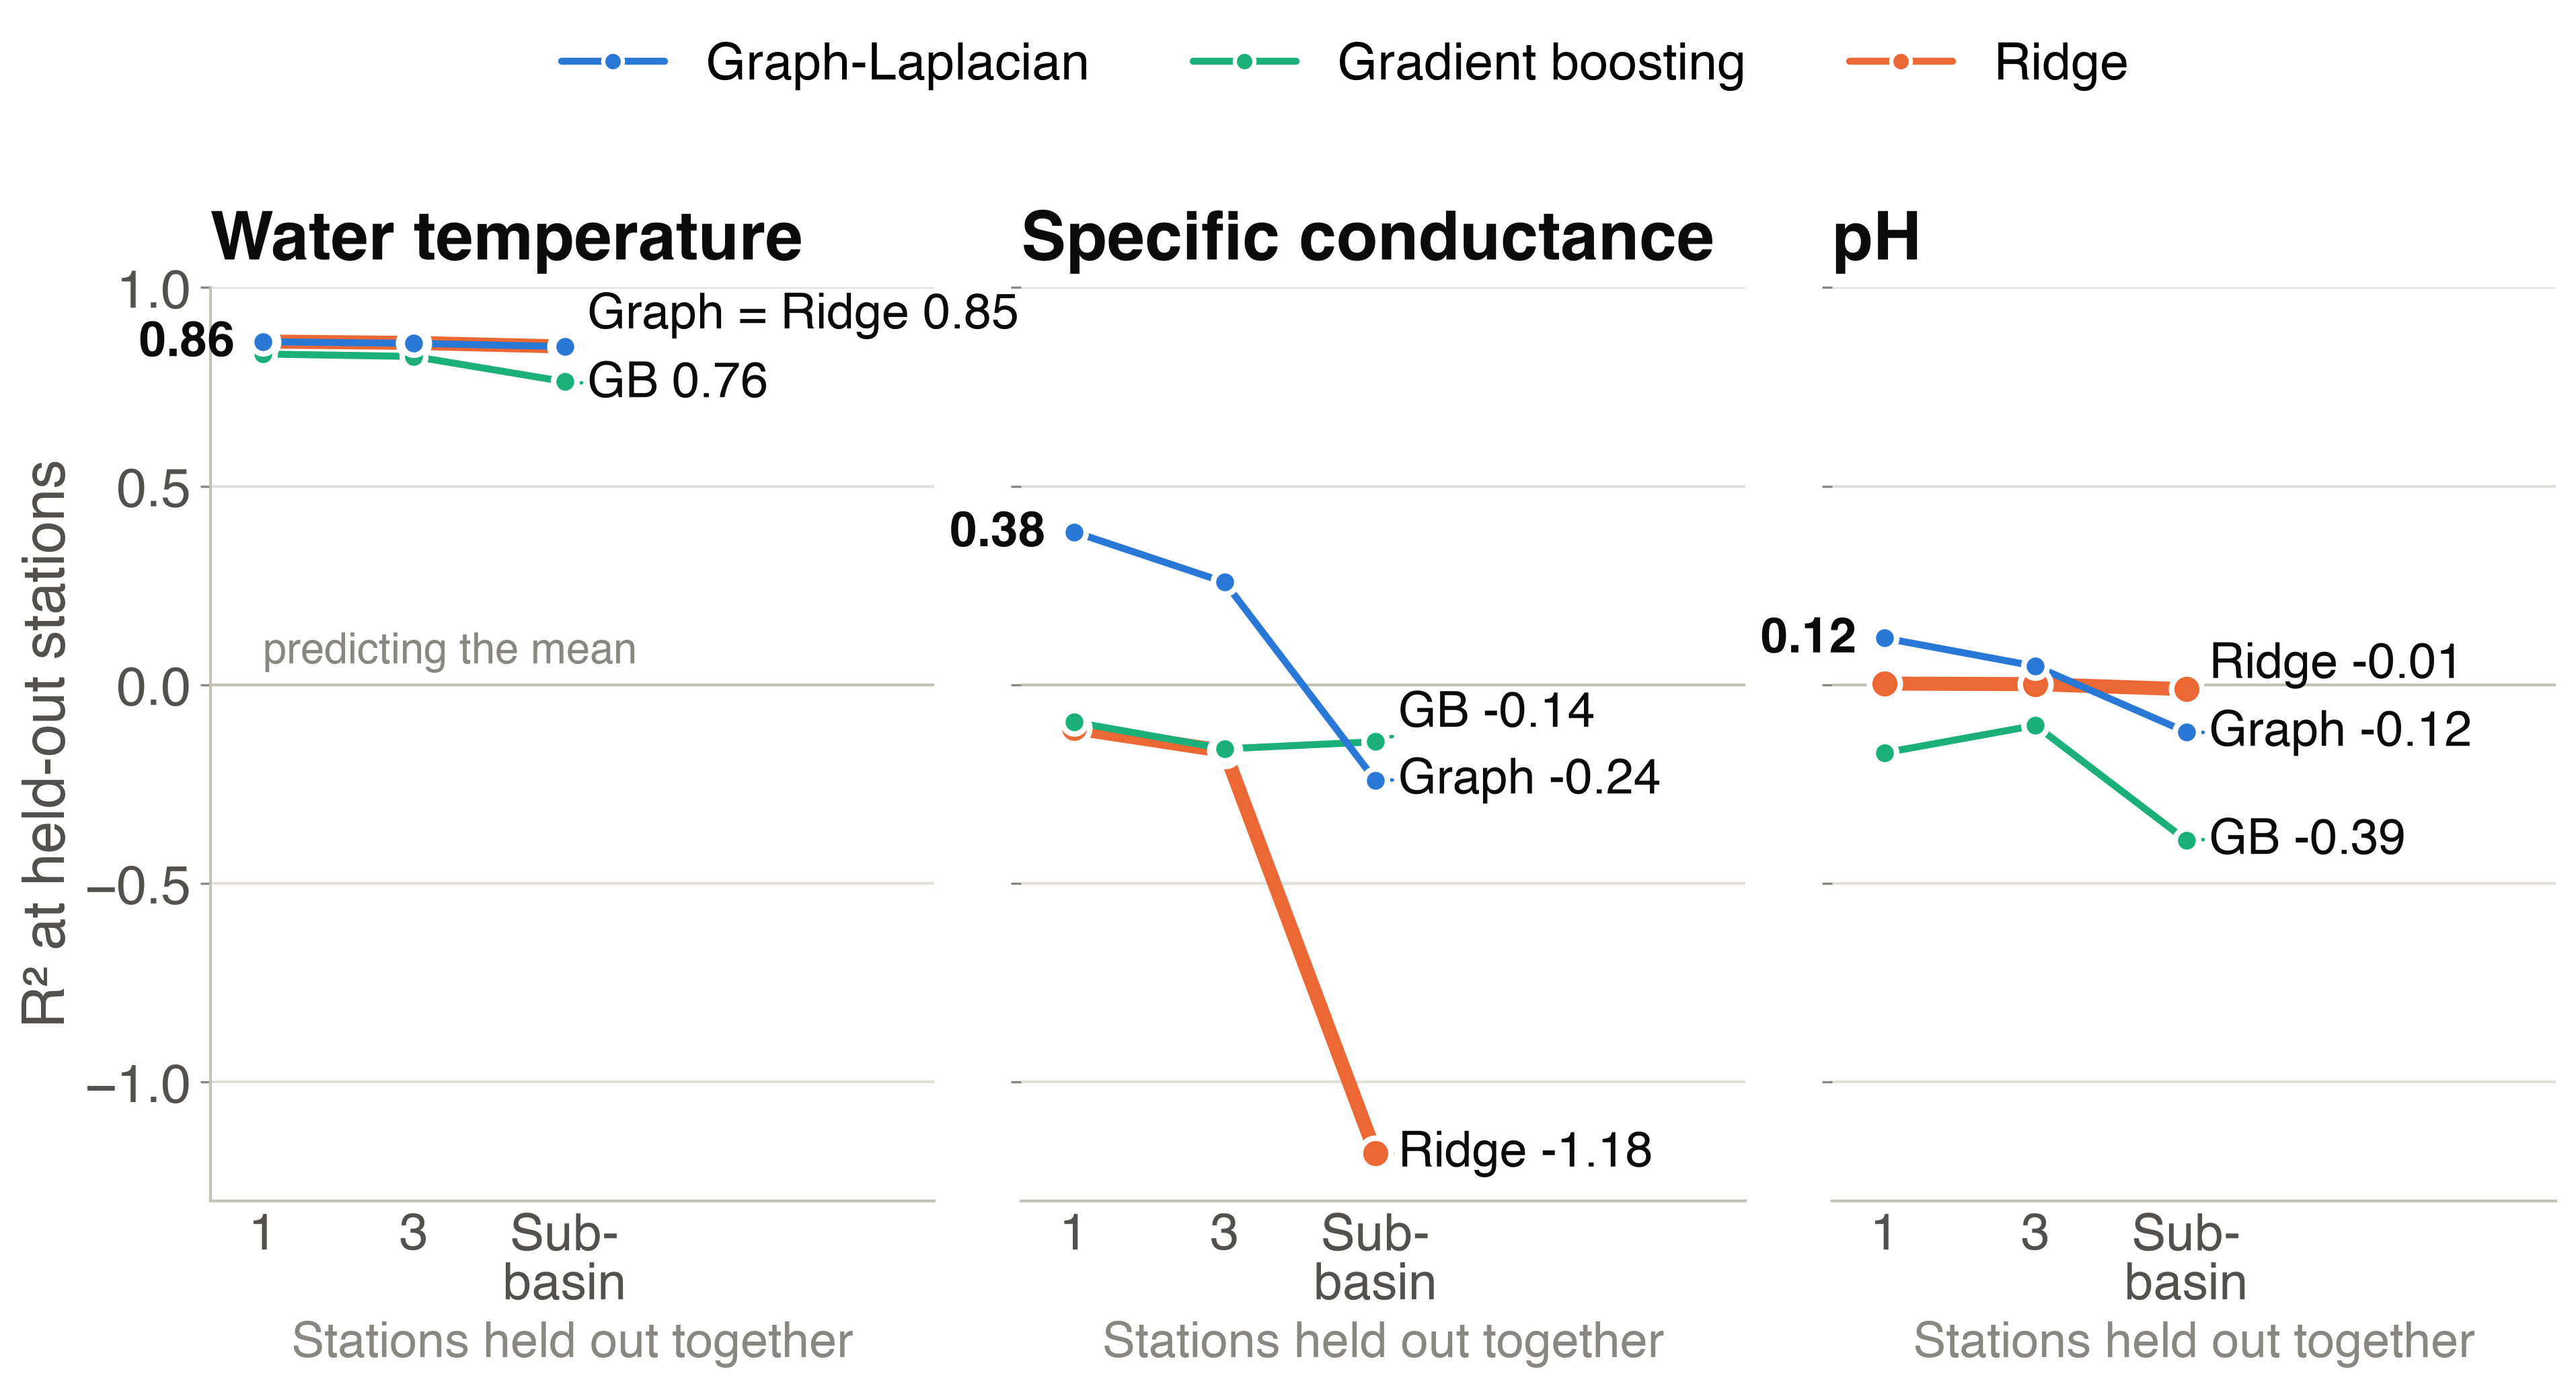 Graph-Laplacian
Gradient boosting
Ridge
R² at held-out stations
Water temperature
1.0
0.5
0.0
−0.5
−1.0
0.86
Graph = Ridge 0.85
GB 0.76
predicting the mean
1
3
Sub-
basin
Stations held out together
Specific conductance
0.38
GB -0.14
Graph -0.24
Ridge -1.18
1
3
Sub-
basin
Stations held out together
pH
0.12
Ridge -0.01
Graph -0.12
GB -0.39
1
3
Sub-
basin
Stations held out together